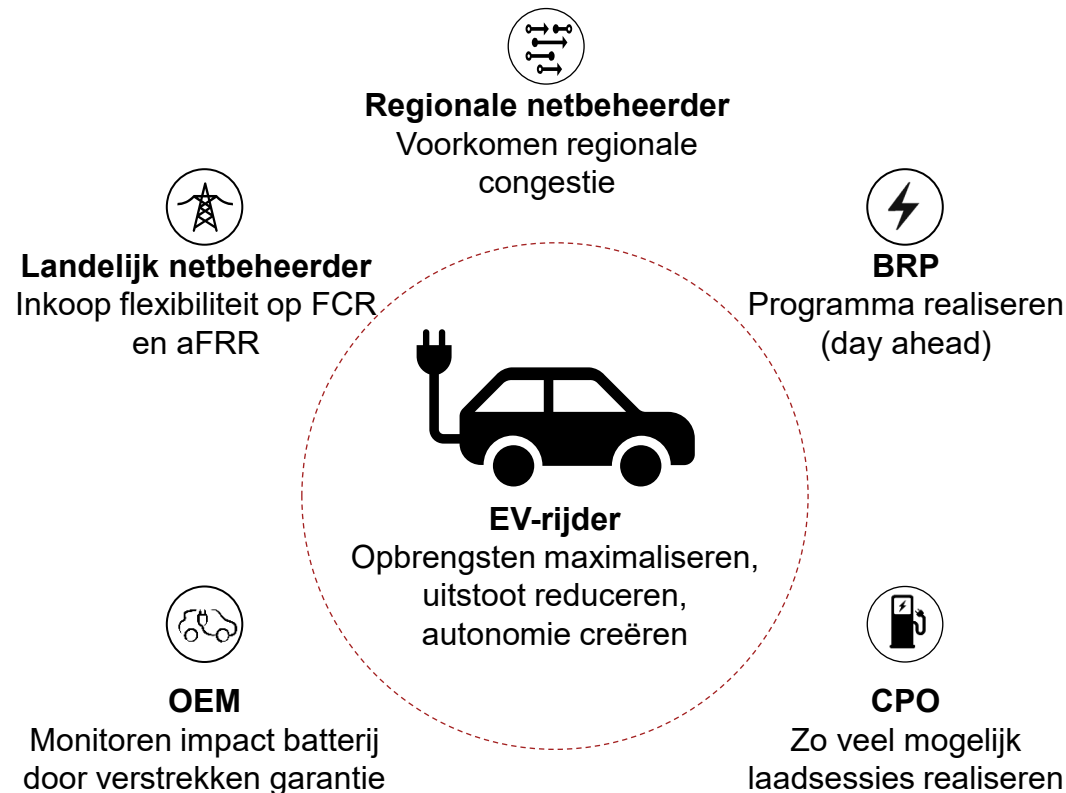 Regionale netbeheerder
Voorkomen regionale
congestie
Landelijk netbeheerder
Inkoop flexibiliteit op FCR
en aFRR
BRP
Programma realiseren
(day ahead)
EV-rijder
Opbrengsten maximaliseren,
uitstoot reduceren,
autonomie creëren
OEM
Monitoren impact batterij
door verstrekken garantie
CPO
Zo veel mogelijk
laadsessies realiseren